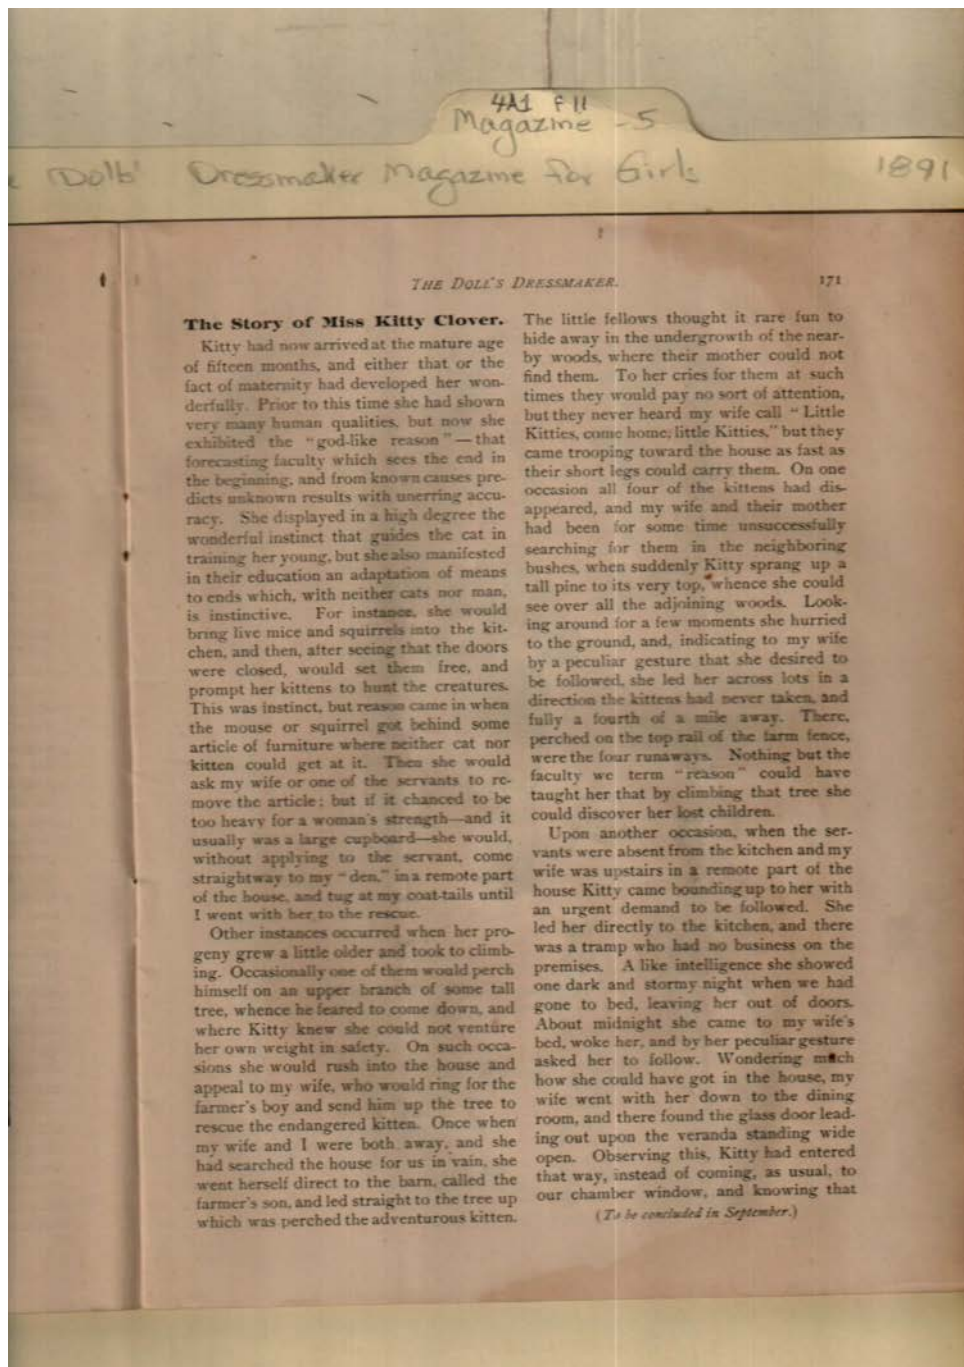 4A1 F11
Magazine - 5
Dolls' Dressmaker Magazine for Girls 1891
THE DOLL'S DRESSMAKER. 171
The Story of Miss Kitty Clover.
Kitty had now arrived at the mature age
of fifteen months, and either that or the
fact of maternity had developed her won-
derfully. Prior to this time she had shown
very many human qualities, but now she
exhibited the "god-like reason"—that
forecasting faculty which sees the end in
the beginning, and from known causes pre-
dicts unknown results with unerring accu-
racy. She displayed in a high degree the
wonderful instinct that guides the cat in
training her young, but she also manifested
in their education an adaptation of means
to ends which, with neither cats nor man,
is instinctive. For instance, she would
bring live mice and squirrels into the kit-
chen, and then, after seeing that the doors
were closed, would set them free, and
prompt her kittens to hunt the creatures.
This was instinct, but reason came in when
the mouse or squirrel got behind some
article of furniture where neither cat nor
kitten could get at it. Then she would
ask my wife or one of the servants to re-
move the article; but if it chanced to be
too heavy for a woman's strength—and it
usually was a large cupboard—she would,
without applying to the servant, come
straightway to my "den," in a remote part
of the house, and tug at my coat-tails until
I went with her to the rescue.
Other instances occurred when her pro-
geny grew a little older and took to climb-
ing. Occasionally one of them would perch
himself on an upper branch of some tall
tree, whence he feared to come down, and
where Kitty knew she could not venture
her own weight in safety. On such occa-
sions she would rush into the house and
appeal to my wife, who would ring for the
farmer's boy and send him up the tree to
rescue the endangered kitten. Once when
my wife and I were both away, and she
had searched the house for us in vain, she
went herself direct to the barn, called the
farmer's son, and led straight to the tree up
which was perched the adventurous kitten.
The little fellows thought it rare fun to
hide away in the undergrowth of the near-
by woods, where their mother could not
find them. To her cries for them at such
times they would pay no sort of attention,
but they never heard my wife call "Little
Kitties, come home, little Kitties," but they
came trooping toward the house as fast as
their short legs could carry them. On one
occasion all four of the kittens had dis-
appeared, and my wife and their mother
had been for some time unsuccessfully
searching for them in the neighboring
bushes, when suddenly Kitty sprang up a
tall pine to its very top, whence she could
see over all the adjoining woods. Look-
ing around for a few moments she hurried
to the ground, and, indicating to my wife
by a peculiar gesture that she desired to
be followed, she led her across lots in a
direction the kittens had never taken, and
fully a fourth of a mile away. There,
perched on the top rail of the farm fence,
were the four runaways. Nothing but the
faculty we term "reason" could have
taught her that by climbing that tree she
could discover her lost children.
Upon another occasion, when the ser-
vants were absent from the kitchen and my
wife was upstairs in a remote part of the
house Kitty came bounding up to her with
an urgent demand to be followed. She
led her directly to the kitchen, and there
was a tramp who had no business on the
premises. A like intelligence she showed
one dark and stormy night when we had
gone to bed, leaving her out of doors.
About midnight she came to my wife's
bed, woke her, and by her peculiar gesture
asked her to follow. Wondering much
how she could have got in the house, my
wife went with her down to the dining
room, and there found the glass door lead-
ing out upon the veranda standing wide
open. Observing this, Kitty had entered
that way, instead of coming, as usual, to
our chamber window, and knowing that
(To be concluded in September.)